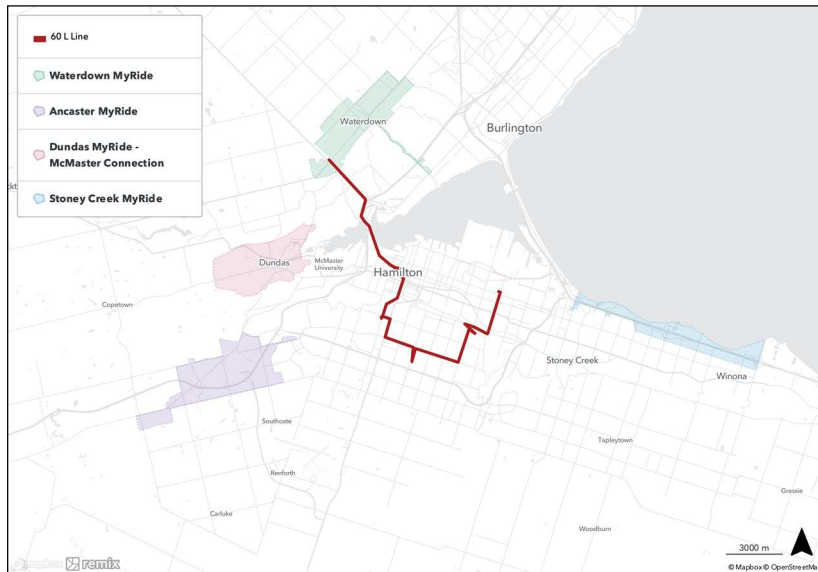 60 L Line
Waterdown MyRide
Ancaster MyRide
Dundas MyRide -
McMaster Connection
Stoney Creek MyRide
Waterdown
Burlington
Dundas
McMaster
University
Hamilton
Copetown
Stoney Creek
Winona
Southcote
Tapleytown
Renforth
Grassie
Carluke
Woodburn
3000 m
mapbox remix
© Mapbox © OpenStreetMa